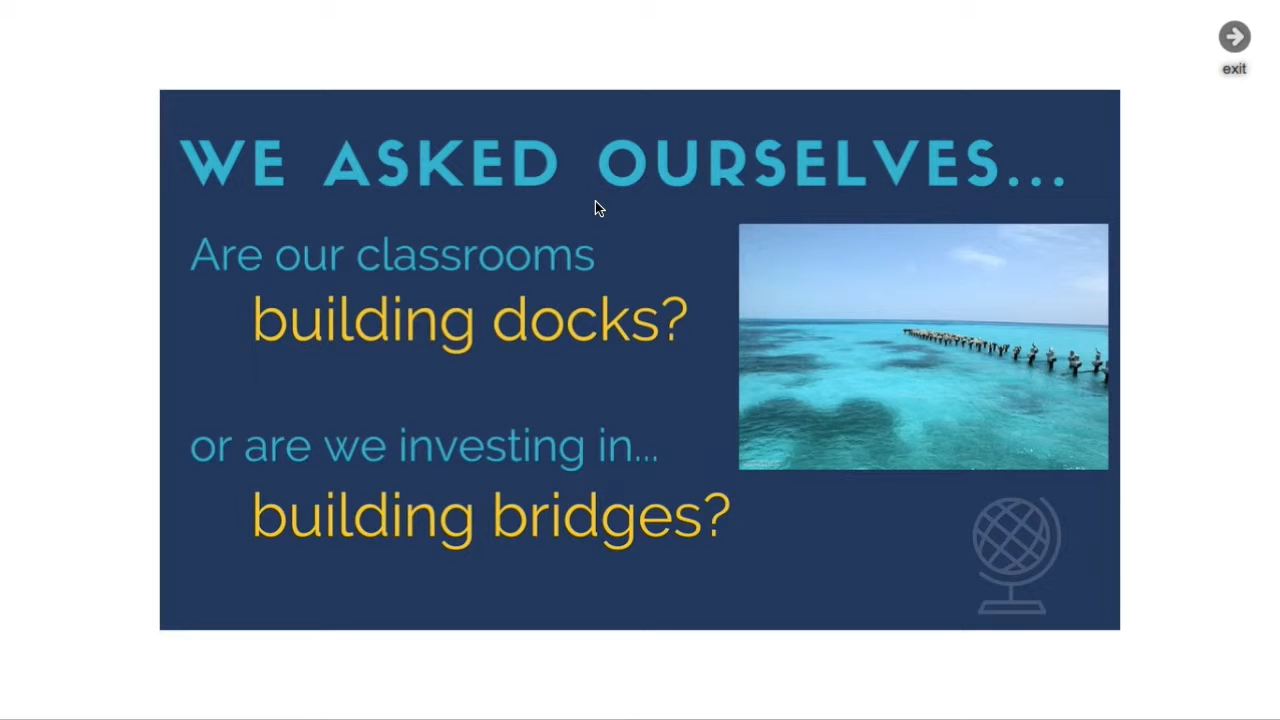 exit
WE ASKED OURSELVES...
Are our classrooms
building docks?
or are we investing in...
building bridges?